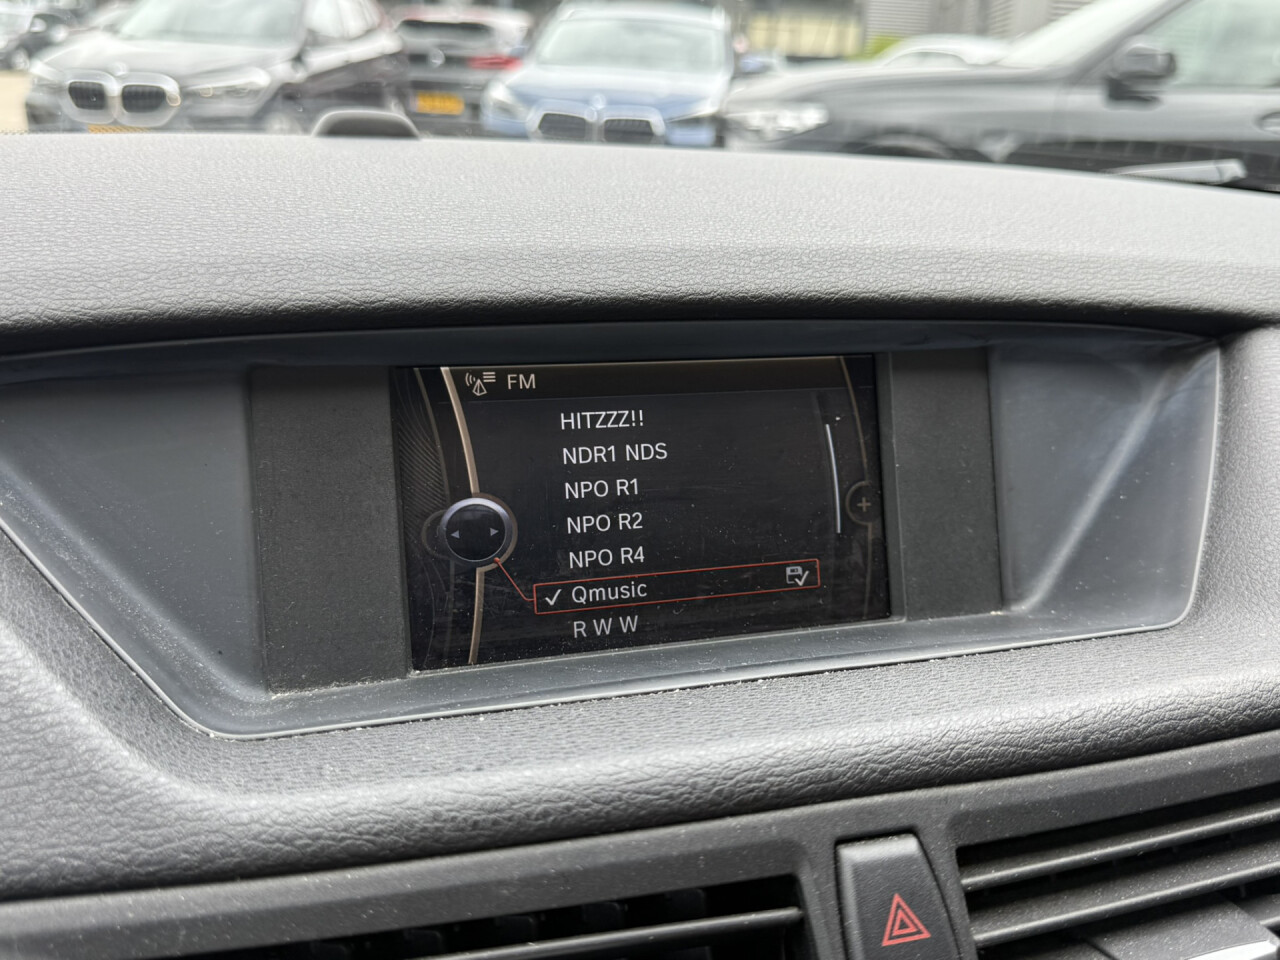 FM
HITZZZ!!
NDR1 NDS
NPO R1
NPO R2
NPO R4
Qmusic
R W W